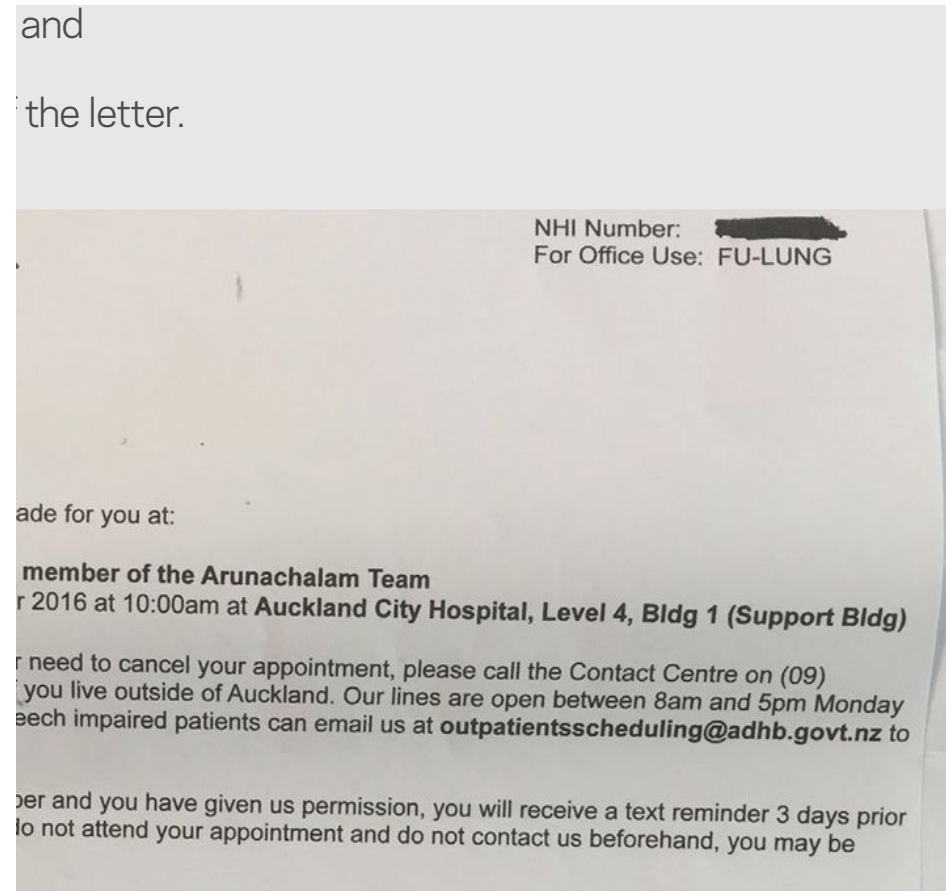 and
the letter.
NHI Number:
For Office Use: FU-LUNG
ade for you at:
member of the Arunachalam Team
r 2016 at 10:00am at Auckland City Hospital, Level 4, Bldg 1 (Support Bldg)
r need to cancel your appointment, please call the Contact Centre on (09)
you live outside of Auckland. Our lines are open between 8am and 5pm Monday
eech impaired patients can email us at outpatientsscheduling@adhb.govt.nz to
ber and you have given us permission, you will receive a text reminder 3 days prior
do not attend your appointment and do not contact us beforehand, you may be